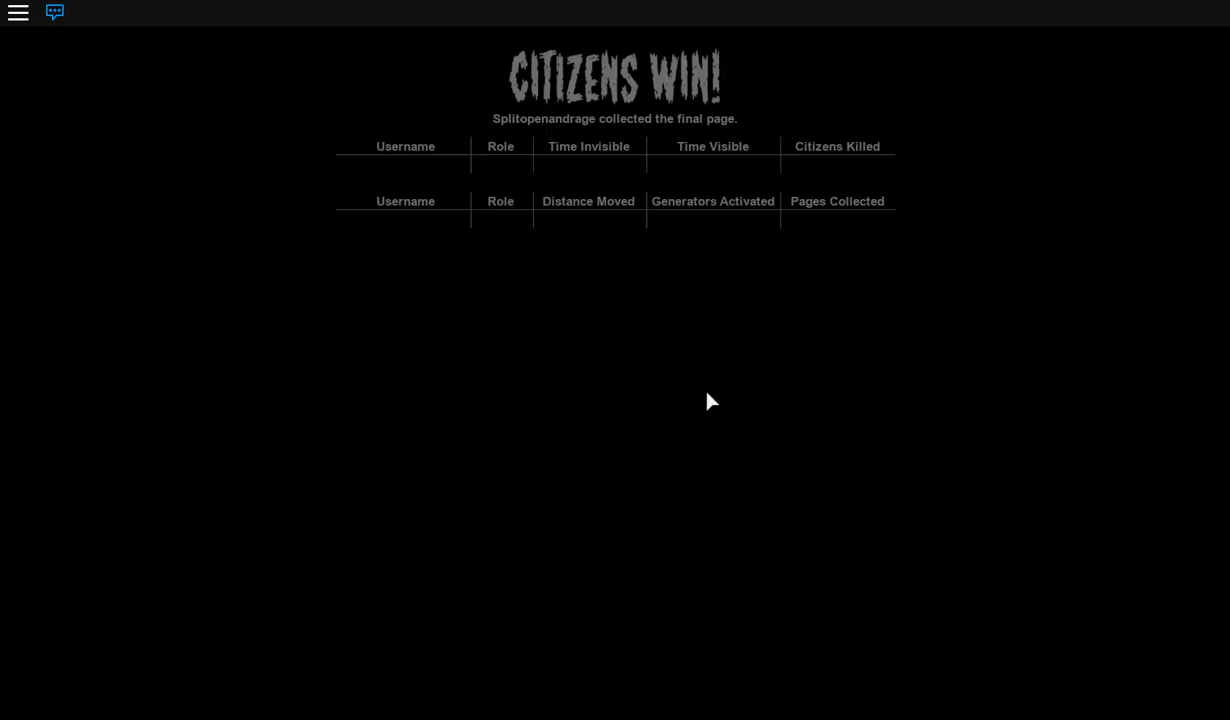 CITIZENS WIN!
Splitopenandrage collected the final page.
Username Role Time Invisible Time Visible Citizens Killed
Username Role Distance Moved Generators Activated Pages Collected